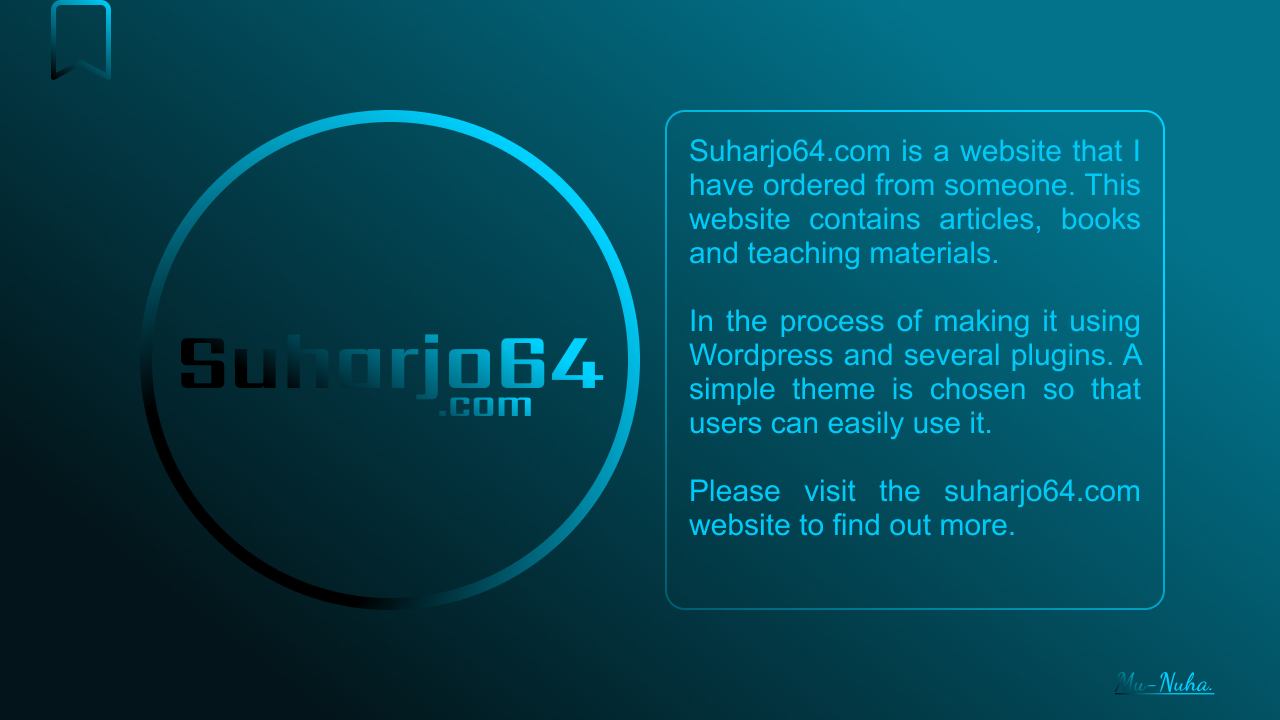 Suharjo64
.com
Suharjo64.com is a website that I
have ordered from someone. This
website contains articles, books
and teaching materials.
In the process of making it using
Wordpress and several plugins. A
simple theme is chosen so that
users can easily use it.
Please visit the suharjo64.com
website to find out more.
Mu-Nuha.